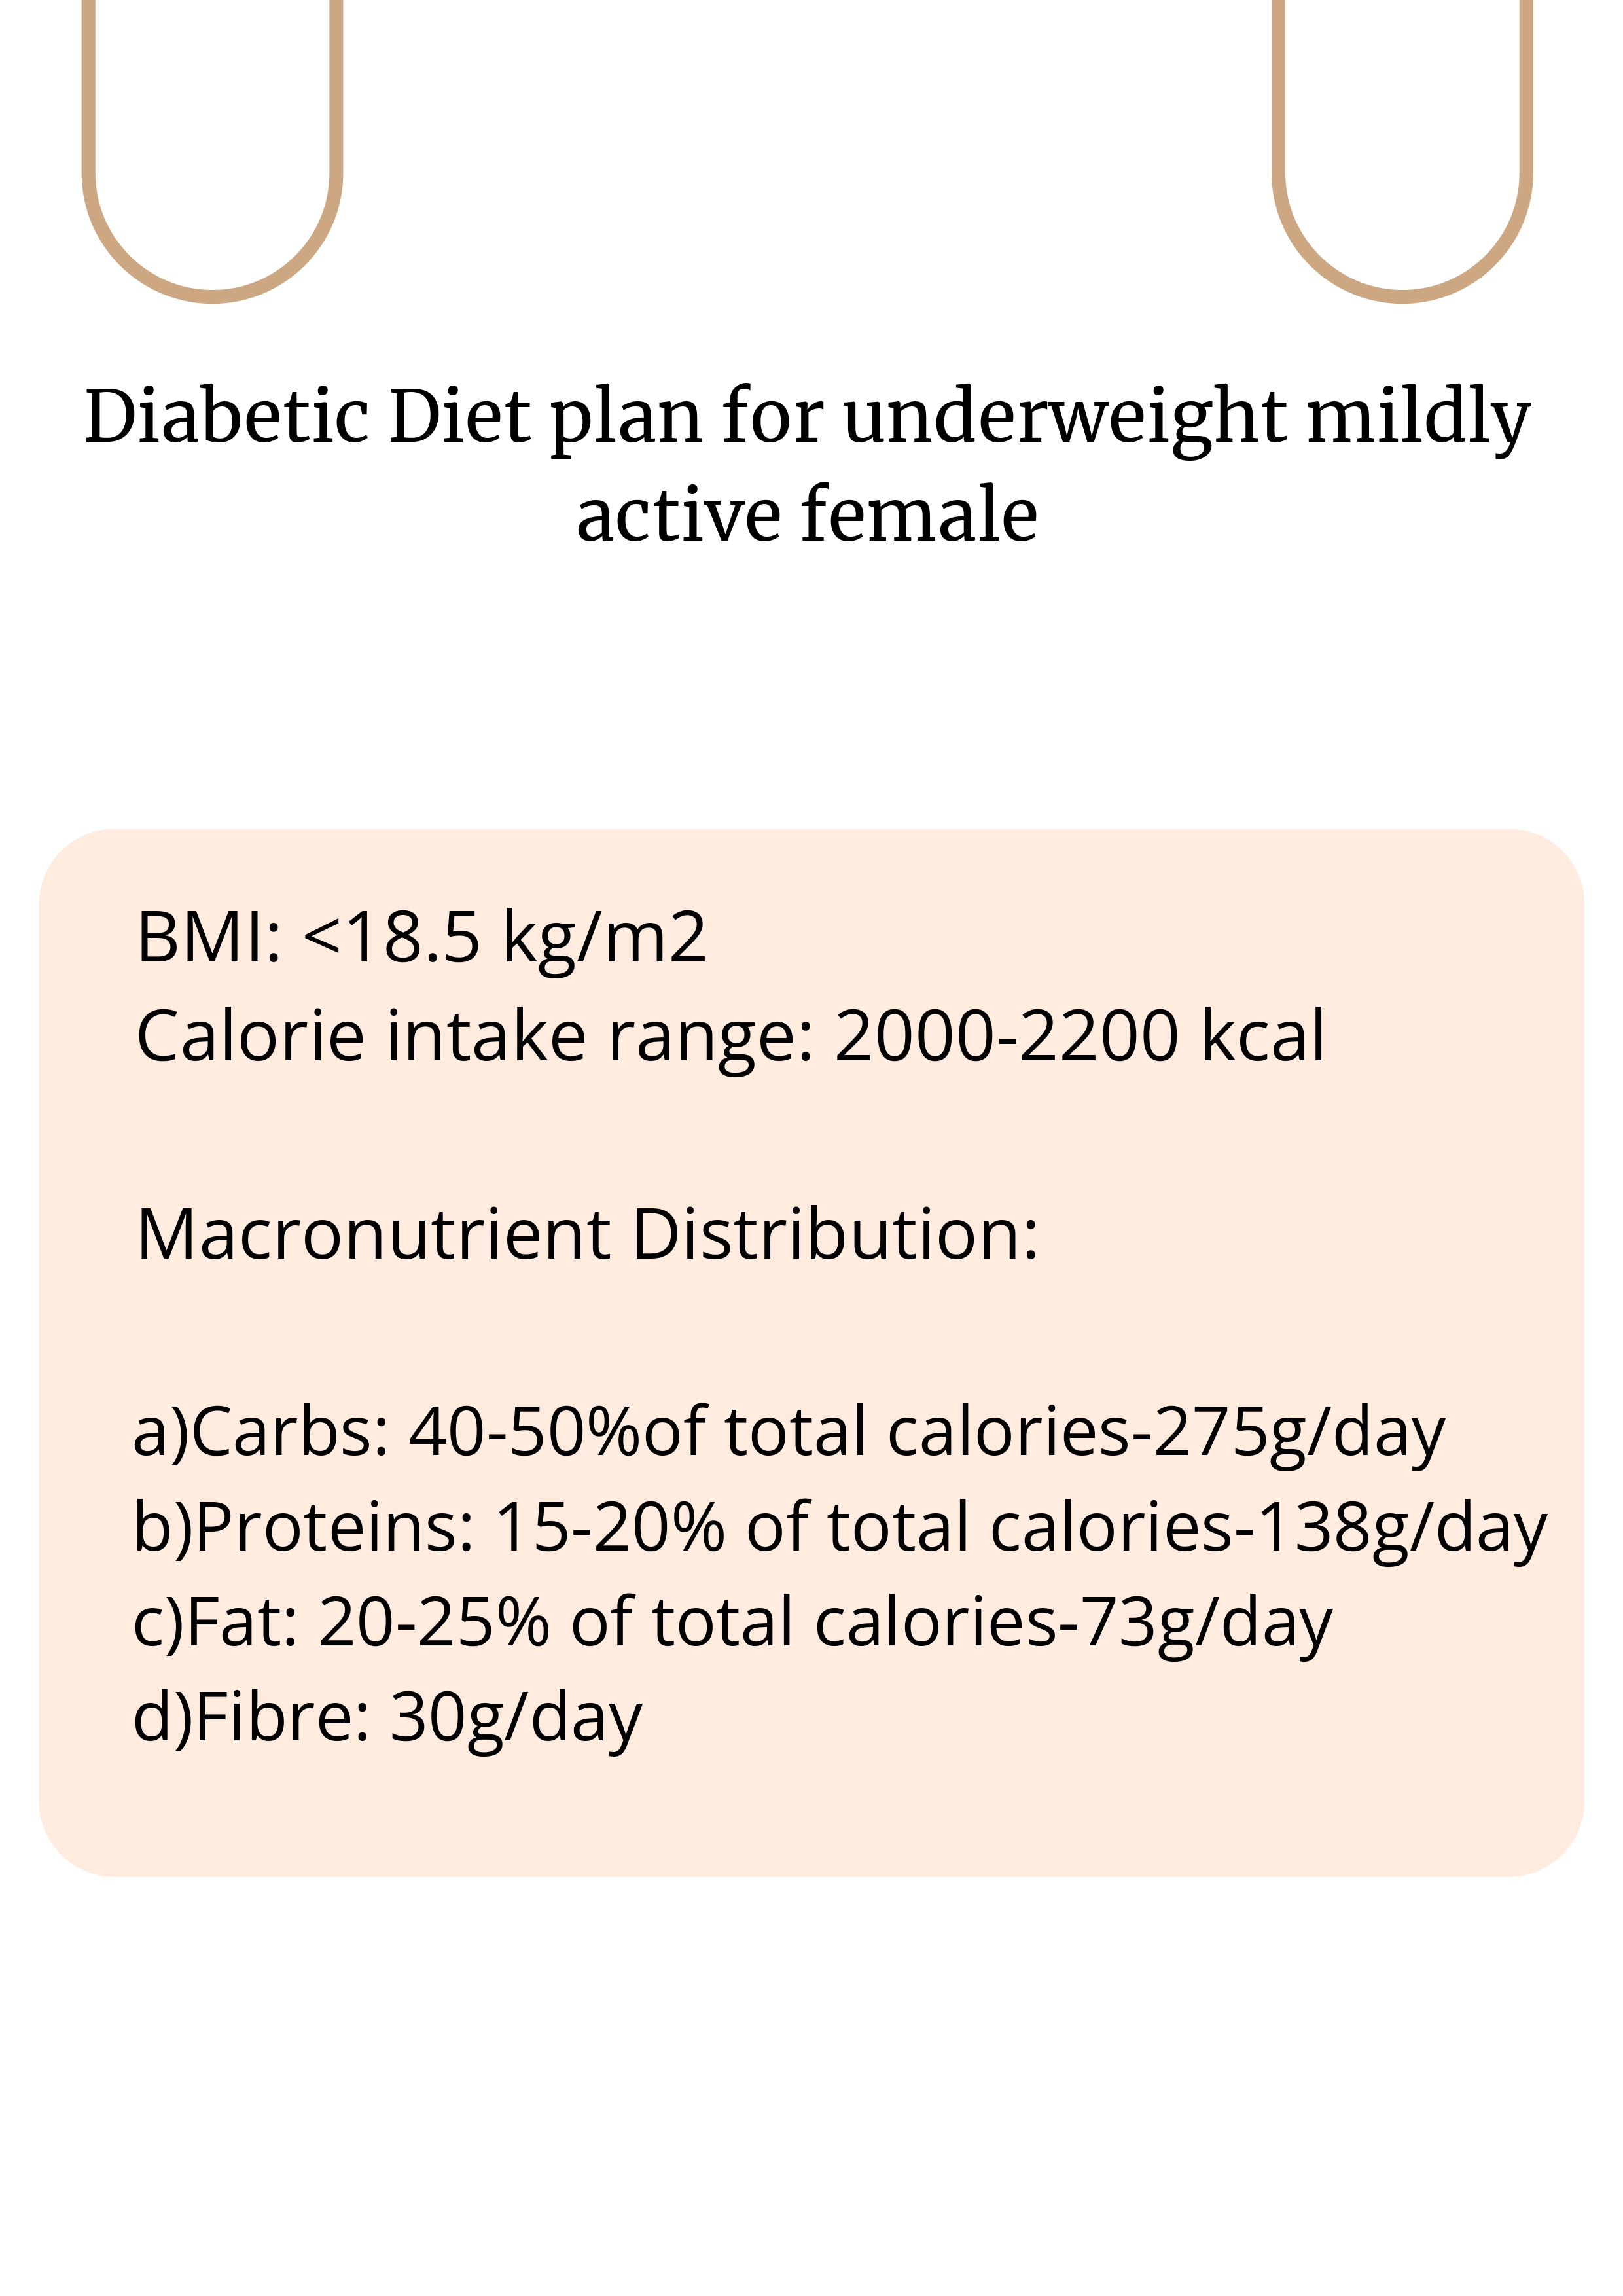 Diabetic Diet plan for underweight mildly
active female
BMI: <18.5 kg/m2
Calorie intake range: 2000-2200 kcal
Macronutrient Distribution:
a)Carbs: 40-50%of total calories-275g/day
b)Proteins: 15-20% of total calories-138g/day
c)Fat: 20-25% of total calories-73g/day
d)Fibre: 30g/day